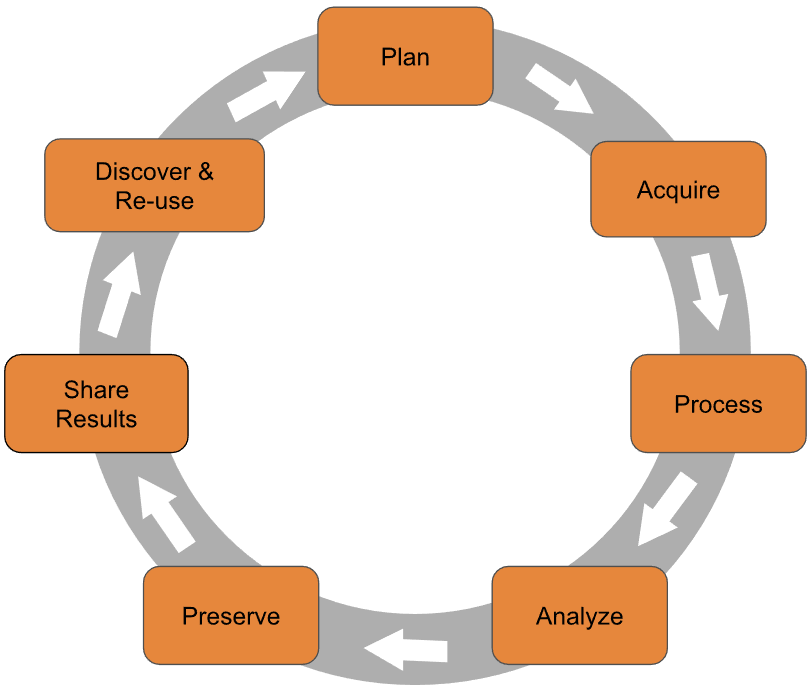 Plan
Acquire
Process
Analyze
Preserve
Share
Results
Discover &
Re-use